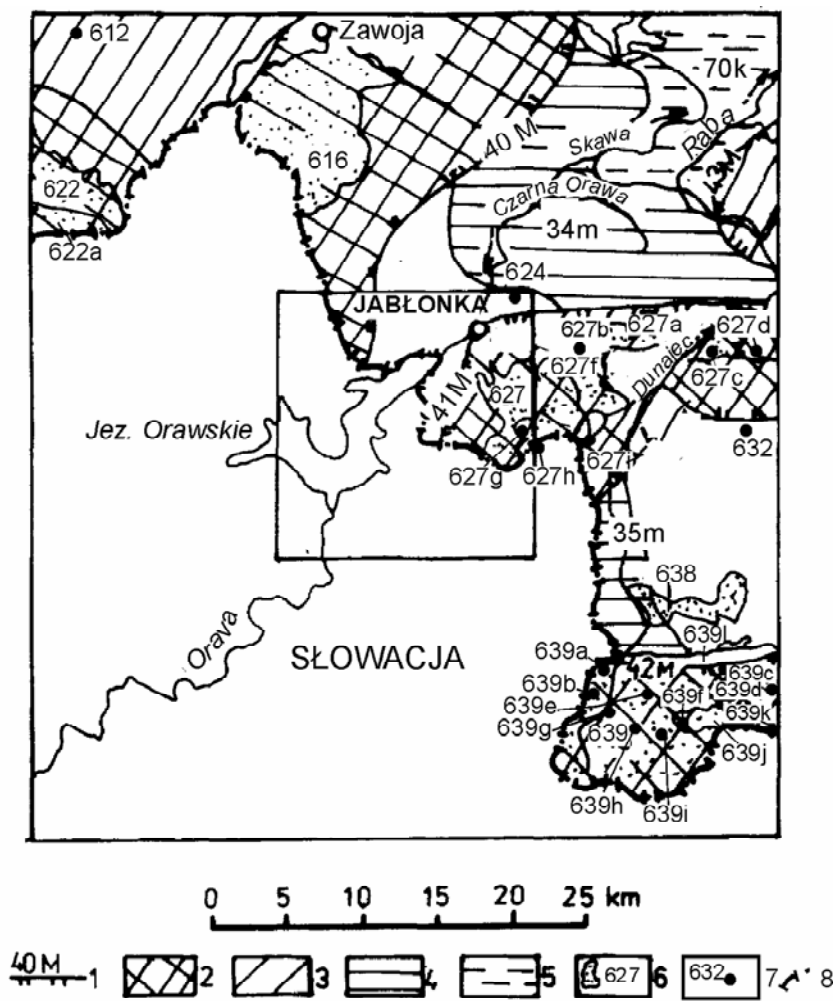 612
Zawoja
70k
40 M
Skawa
Raba
616
43M
622
Czarna Orawa
34m
622a
624
JABŁONKA
627b
627a
627d
627f
Dunajec
627c
41M
627
632
Jez. Orawskie
627g
627h
627i
35m
638
Orava
SŁOWACJA
639l
639a
42M
639c
639b
639d
639f
639e
639k
639g
639
639j
639h
639i
0 5 10 15 20 25 km
40 M 1 2 3 4 5 627 6 632 7 8